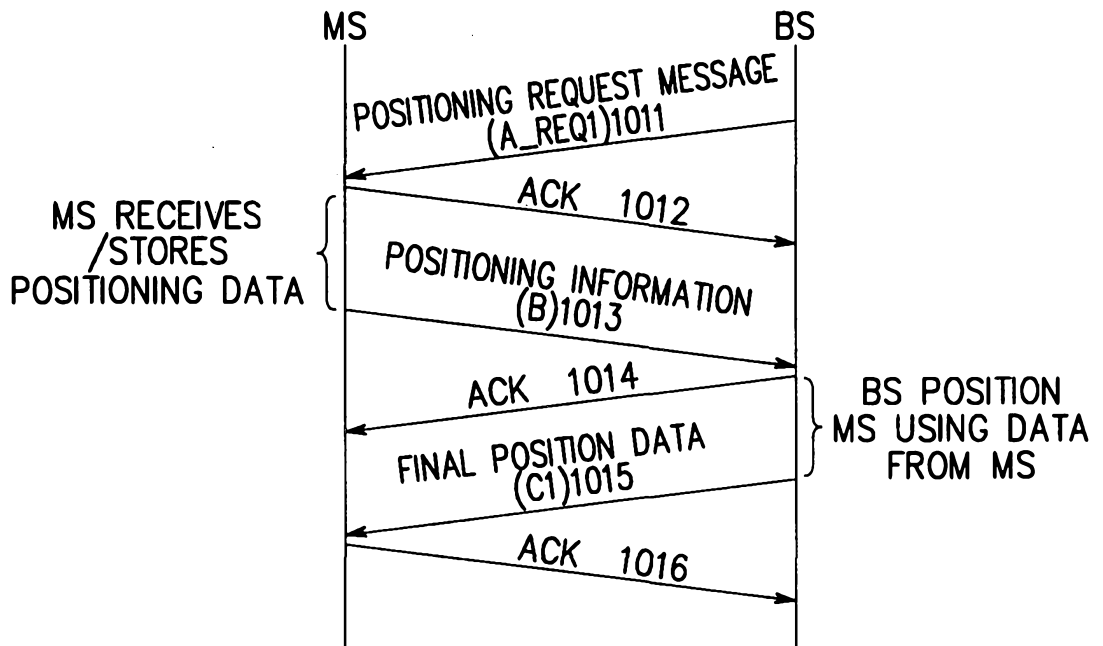 MS BS
POSITIONING REQUEST MESSAGE
(A_REQ1)1011
ACK 1012
MS RECEIVES
/STORES
POSITIONING DATA
POSITIONING INFORMATION
(B)1013
ACK 1014
BS POSITION
MS USING DATA
FROM MS
FINAL POSITION DATA
(C1)1015
ACK 1016